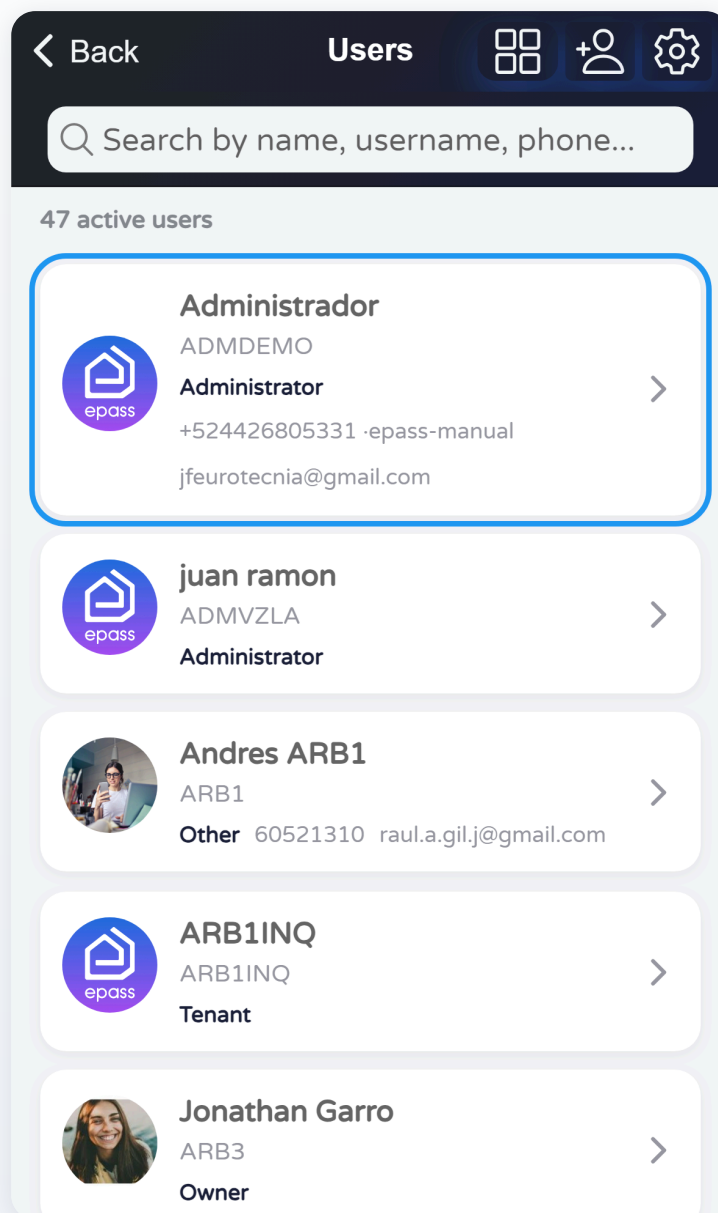 Back
Users
Search by name, username, phone...
47 active users
Administrador
ADMDEMO
epass
Administrator
+524426805331 ·epass-manual
jfeurotecnia@gmail.com
juan ramon
ADMVZLA
epass
Administrator
Andres ARB1
ARB1
Other 60521310 raul.a.gil.j@gmail.com
ARB1INQ
ARB1INQ
epass
Tenant
Jonathan Garro
ARB3
Owner